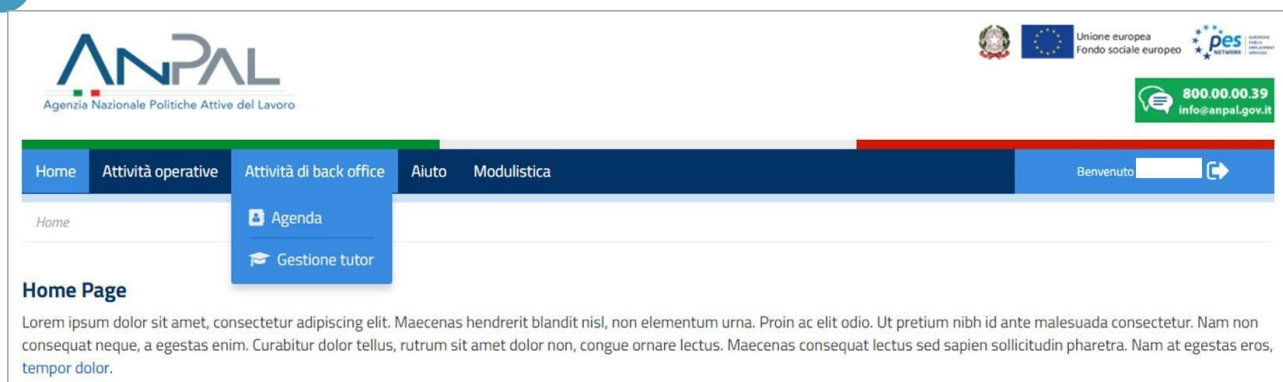 ANPAL
Agenzia Nazionale Politiche Attive del Lavoro
Unione europea
Fondo sociale europeo
pes
NETWORK
800.00.00.39
info@anpal.gov.it
Home Attività operative Attività di back office Aiuto Modulistica Benvenuto
Home
Agenda
Gestione tutor
Home Page
Lorem ipsum dolor sit amet, consectetur adipiscing elit. Maecenas hendrerit blandit nisl, non elementum urna. Proin ac elit odio. Ut pretium nibh id ante malesuada consectetur. Nam non
consequat neque, a egestas enim. Curabitur dolor tellus, rutrum sit amet dolor non, congue ornare lectus. Maecenas consequat lectus sed sapien sollicitudin pharetra. Nam at egestas eros,
tempor dolor.